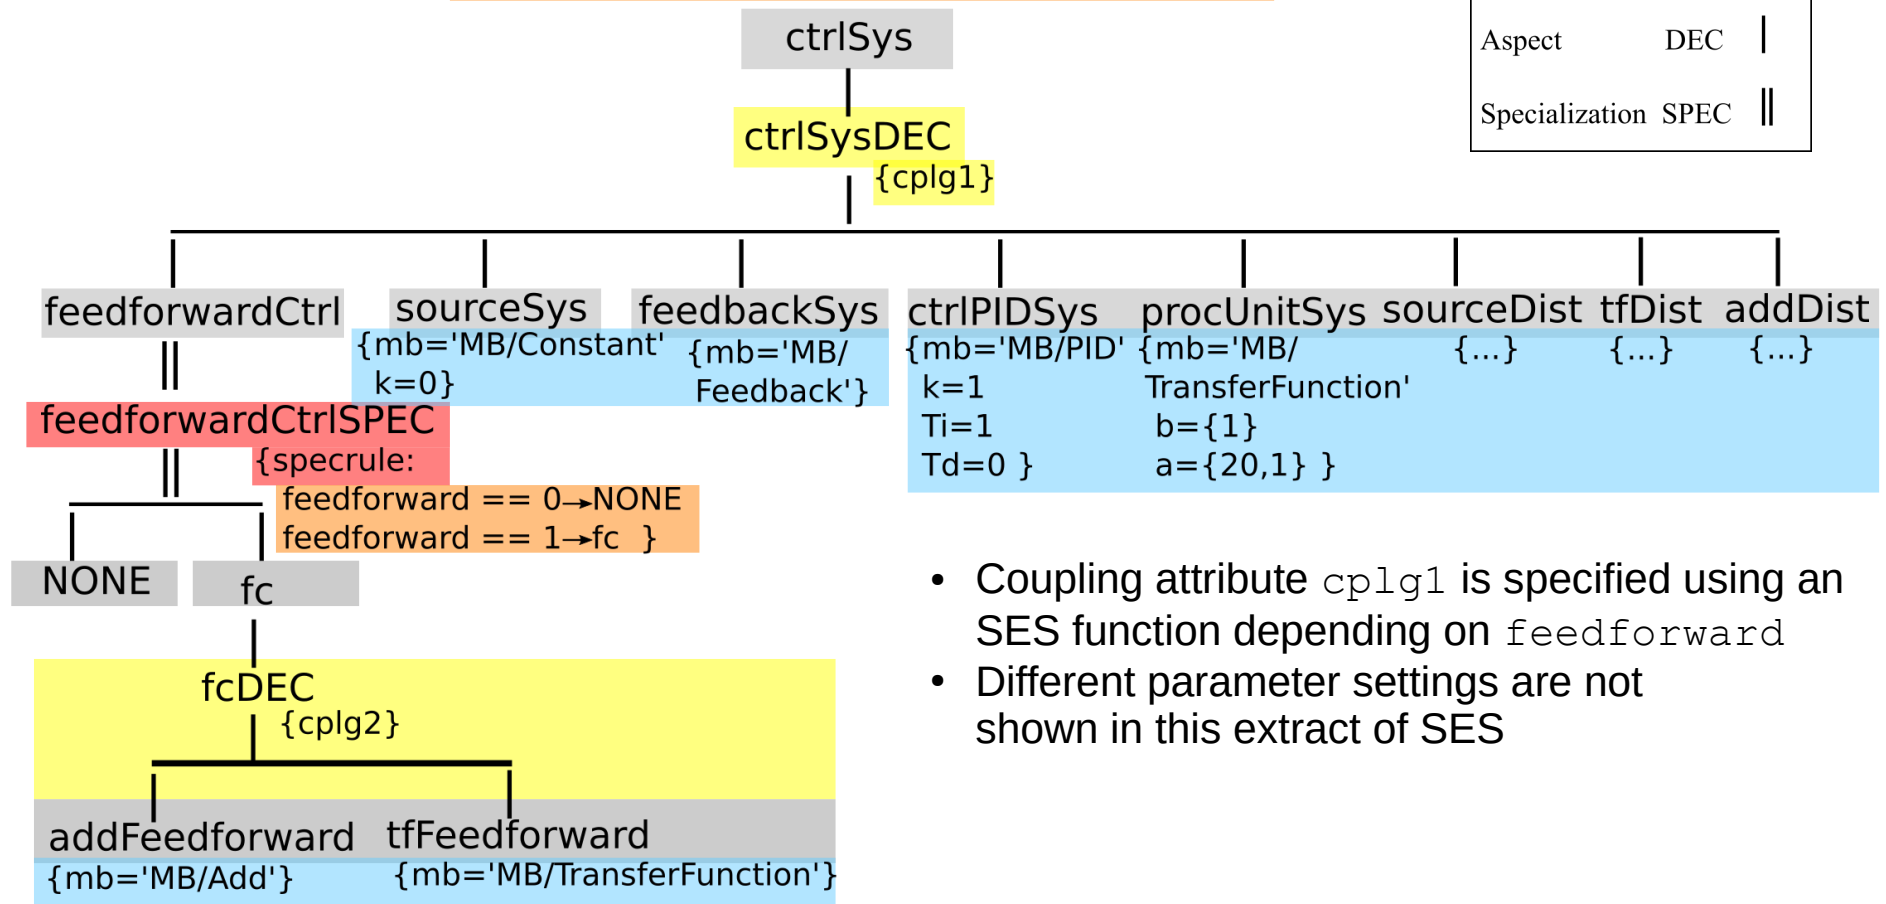 ctrlSys
Aspect DEC
Specialization SPEC
ctrlSysDEC
{cplg1}
feedforwardCtrl sourceSys feedbackSys ctrlPIDSys procUnitSys sourceDist tfDist addDist
{mb='MB/Constant'
k=0}
{mb='MB/
Feedback'}
{mb='MB/PID'
k=1
Ti=1
Td=0 }
{mb='MB/
TransferFunction'
b={1}
a={20,1} }
{...} {...} {...}
feedforwardCtrlSPEC
{specrule:
feedforward == 0→NONE
feedforward == 1→fc }
NONE fc
fcDEC
{cplg2}
addFeedforward tfFeedforward
{mb='MB/Add'} {mb='MB/TransferFunction'}
• Coupling attribute cplg1 is specified using an
SES function depending on feedforward
• Different parameter settings are not
shown in this extract of SES